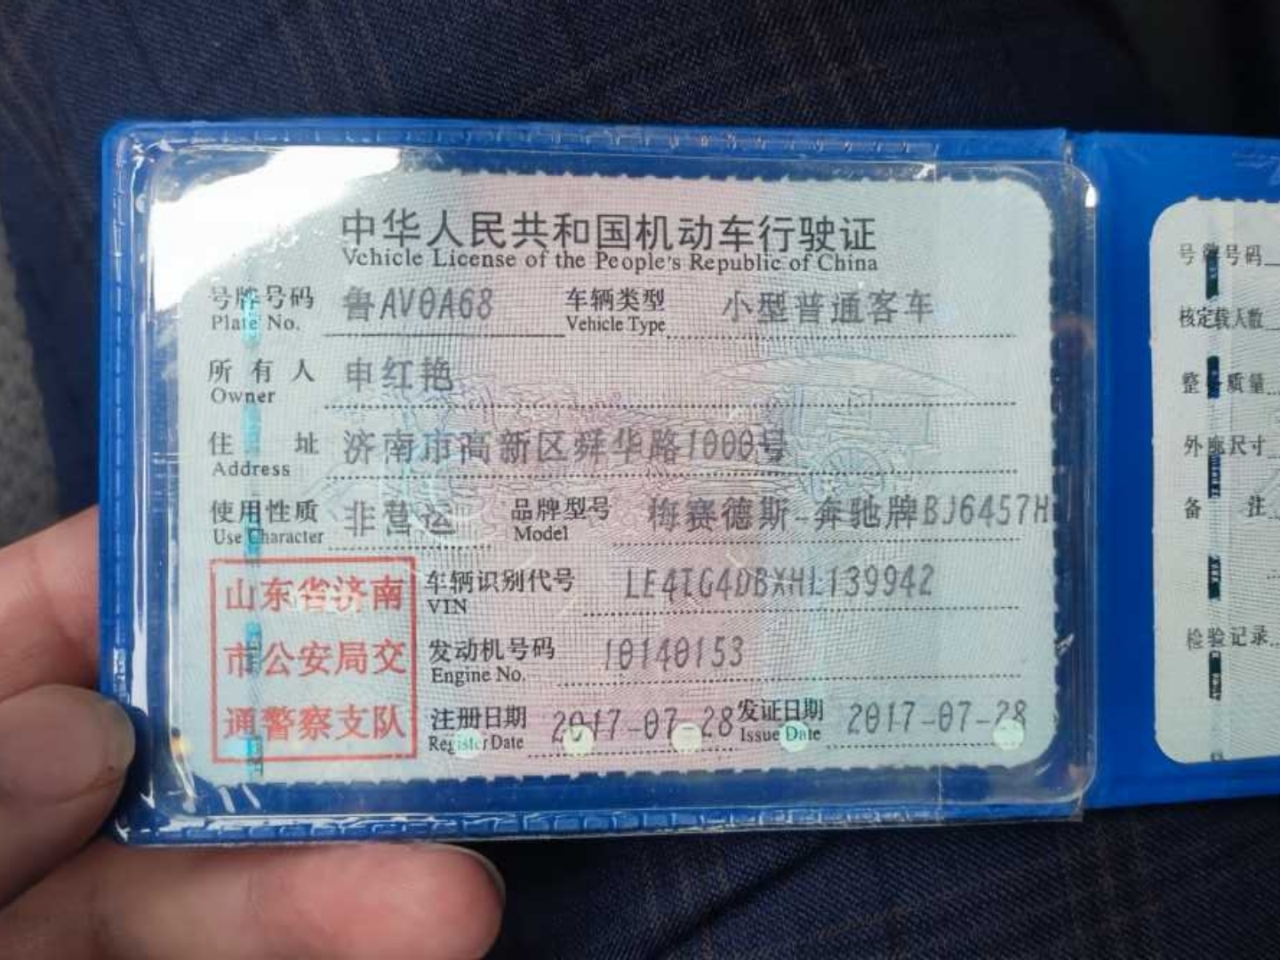 中华人民共和国机动车行驶证
Vehicle License of the People's Republic of China
号牌号码 鲁AV0A68 车辆类型 小型普通客车
Plate No. Vehicle Type
所有人 申红艳
Owner
住址 济南市高新区舜华路1000号
Address
使用性质 非营运 品牌型号 梅赛德斯-奔驰牌BJ6457H
Use Character Model
车辆识别代号 LE4TG4DBXHL139942
VIN
发动机号码 10140153
Engine No.
注册日期 2017-07-28 发证日期 2017-07-28
Register Date Issue Date
山东省济南
市公安局交
通警察支队
号牌号码
核定载人数
整备质量
外廓尺寸
备注
检验记录